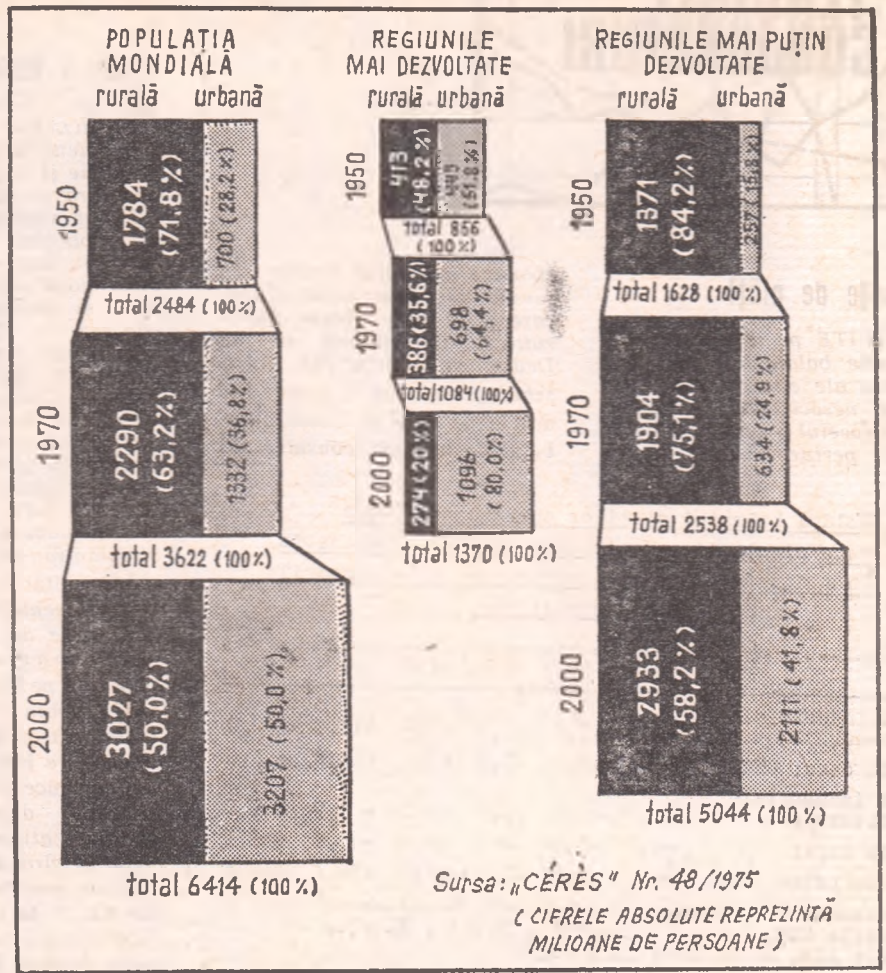 POPULAȚIA
MONDIALĂ
rurală urbană
1950
1784
(71.8%)
700 (28,2%)
total 2484 (100%)
1970
2290
(63,2%)
1332 (36,8%)
total 3622 (100%)
2000
3027
(50,0%)
3207 (50,0%)
total 6414 (100%)
REGIUNILE
MAI DEZVOLTATE
rurală urbană
1950
413
(48,2%)
(51.8%)
total 856
(100%)
1970
386 (35,6%)
698
(64,4%)
total 1084 (100%)
2000
274 (20%)
1096
(80,0%)
total 1370 (100%)
REGIUNILE MAI PUȚIN
DEZVOLTATE
rurală urbană
1950
1371
(84,2%)
257 (15,8%)
total 1628 (100%)
1970
1904
(75,1%)
634 (24,9%)
total 2538 (100%)
2000
2933
(58,2%)
2111 (41,8%)
total 5044 (100%)
Sursa: „CÉRÈS" Nr. 48/1975
(CIFRELE ABSOLUTE REPREZINTĂ
MILIOANE DE PERSOANE)